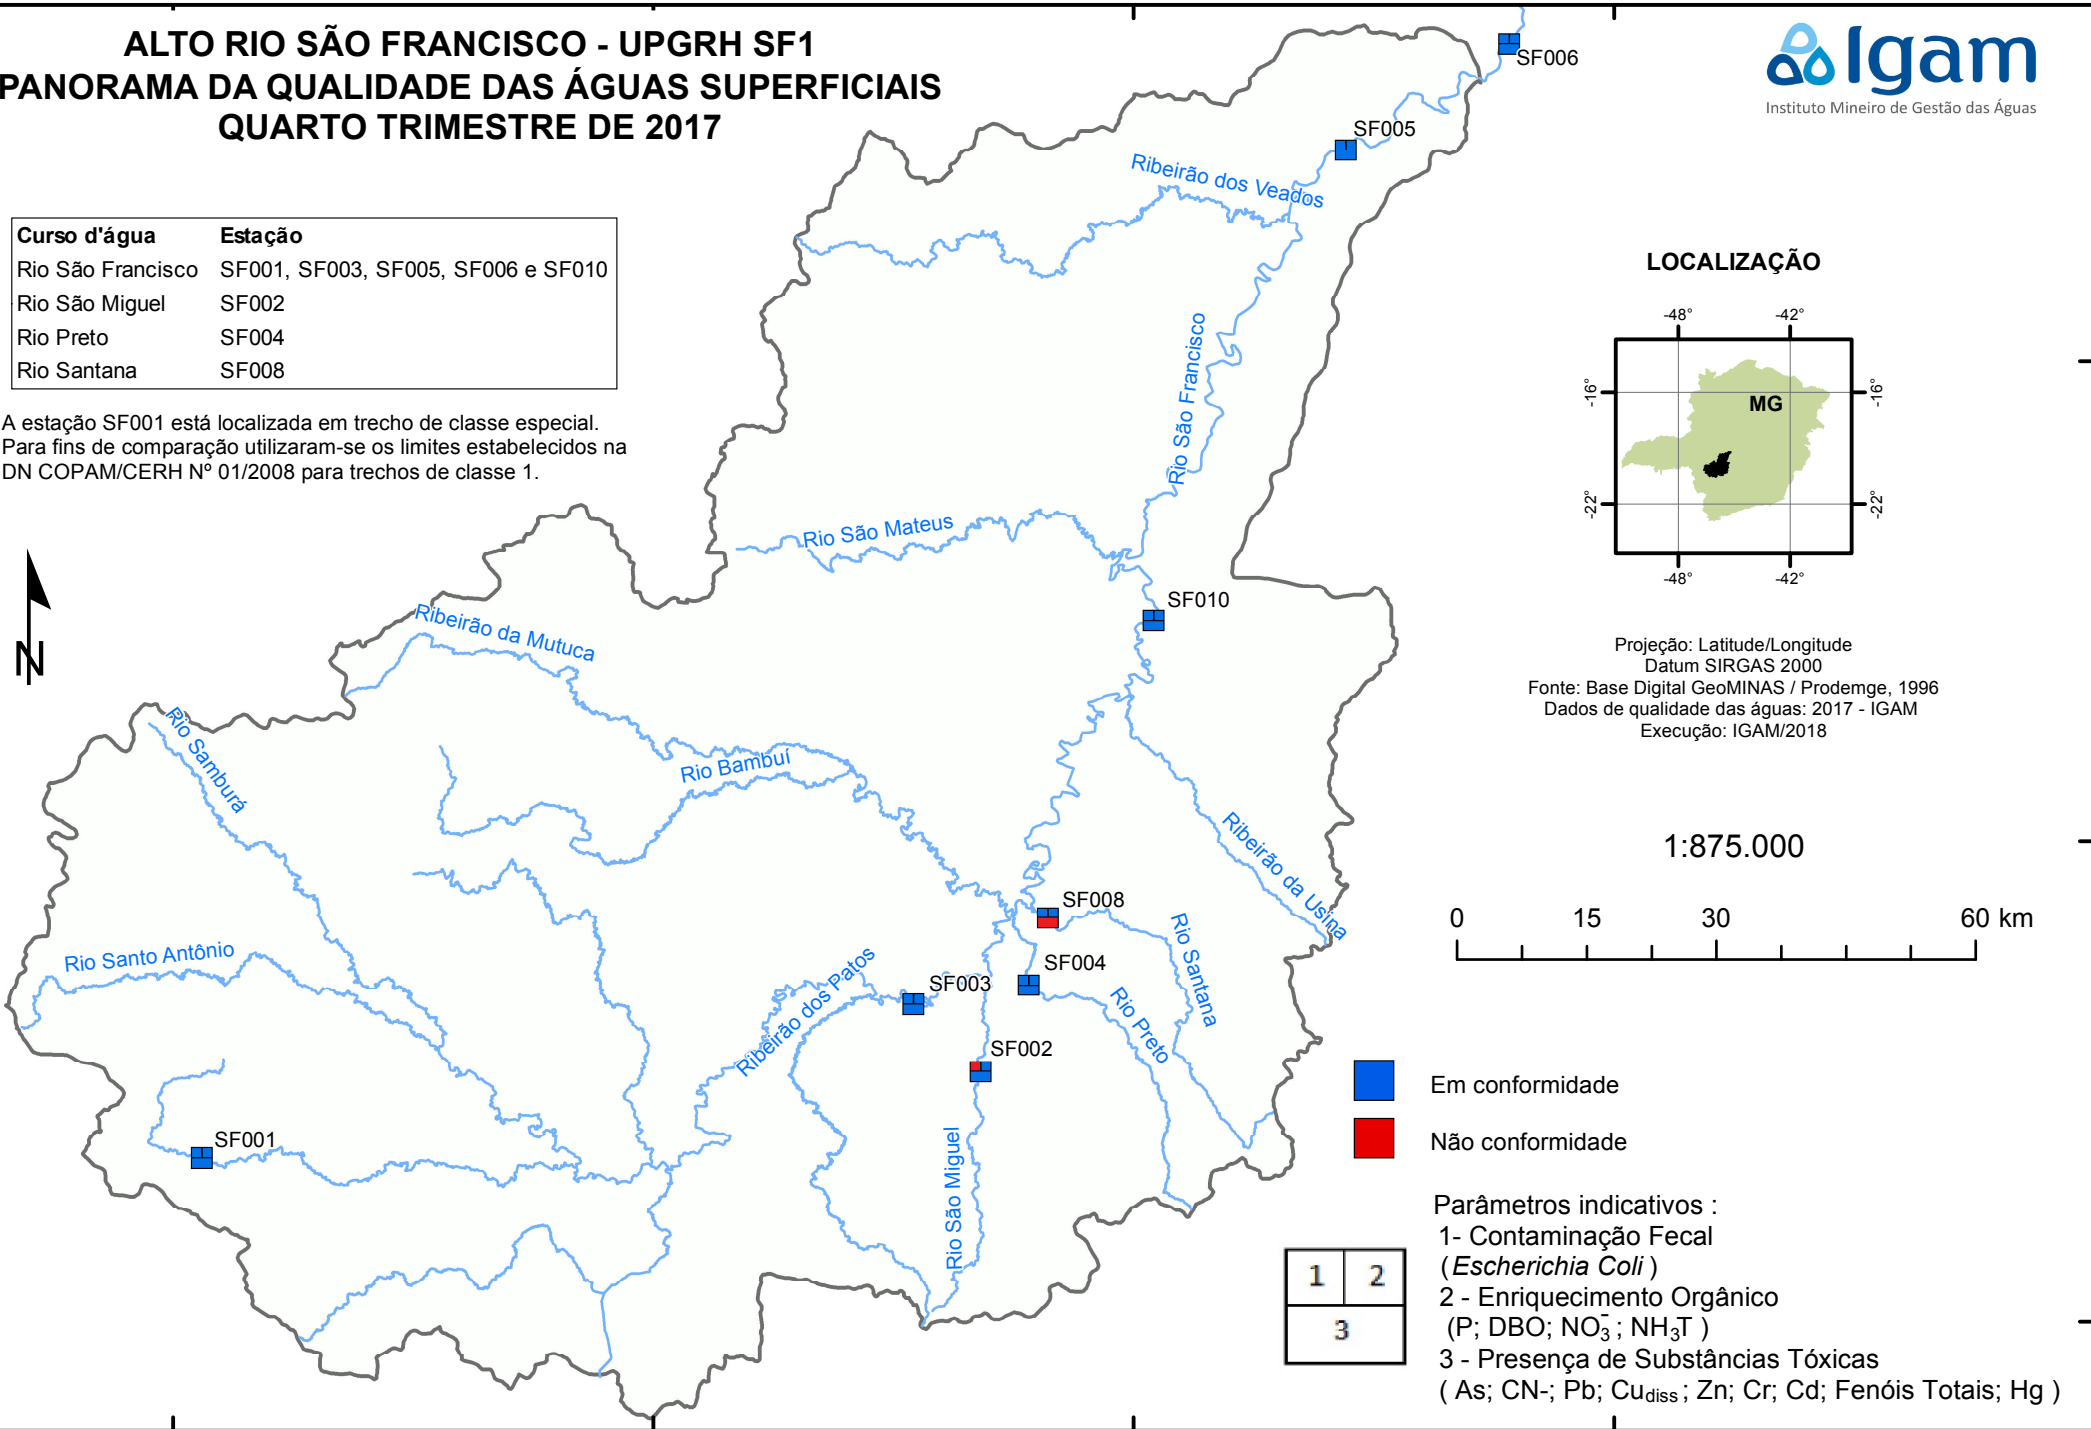 ALTO RIO SÃO FRANCISCO - UPGRH SF1
PANORAMA DA QUALIDADE DAS ÁGUAS SUPERFICIAIS
QUARTO TRIMESTRE DE 2017
Igam
Instituto Mineiro de Gestão das Águas
Curso d'água Estação
Rio São Francisco SF001, SF003, SF005, SF006 e SF010
Rio São Miguel SF002
Rio Preto SF004
Rio Santana SF008
A estação SF001 está localizada em trecho de classe especial.
Para fins de comparação utilizaram-se os limites estabelecidos na
DN COPAM/CERH Nº 01/2008 para trechos de classe 1.
N
SF006
SF005
Ribeirão dos Veados
Rio São Francisco
Rio São Mateus
SF010
Ribeirão da Mutuca
Rio Samburá
Rio Bambuí
Ribeirão da Usina
SF008
Rio Santana
Rio Santo Antônio
SF004
SF003
Ribeirão dos Patos
Rio Preto
SF002
SF001
Rio São Miguel
LOCALIZAÇÃO
-48° -42°
-16° -16°
MG
-22° -22°
-48° -42°
Projeção: Latitude/Longitude
Datum SIRGAS 2000
Fonte: Base Digital GeoMINAS / Prodemge, 1996
Dados de qualidade das águas: 2017 - IGAM
Execução: IGAM/2018
1:875.000
0 15 30 60 km
Em conformidade
Não conformidade
Parâmetros indicativos :
1- Contaminação Fecal
(Escherichia Coli )
2 - Enriquecimento Orgânico
(P; DBO; NO₃⁻; NH₃T )
3 - Presença de Substâncias Tóxicas
( As; CN-; Pb; Cudiss ; Zn; Cr; Cd; Fenóis Totais; Hg )
1 2
3